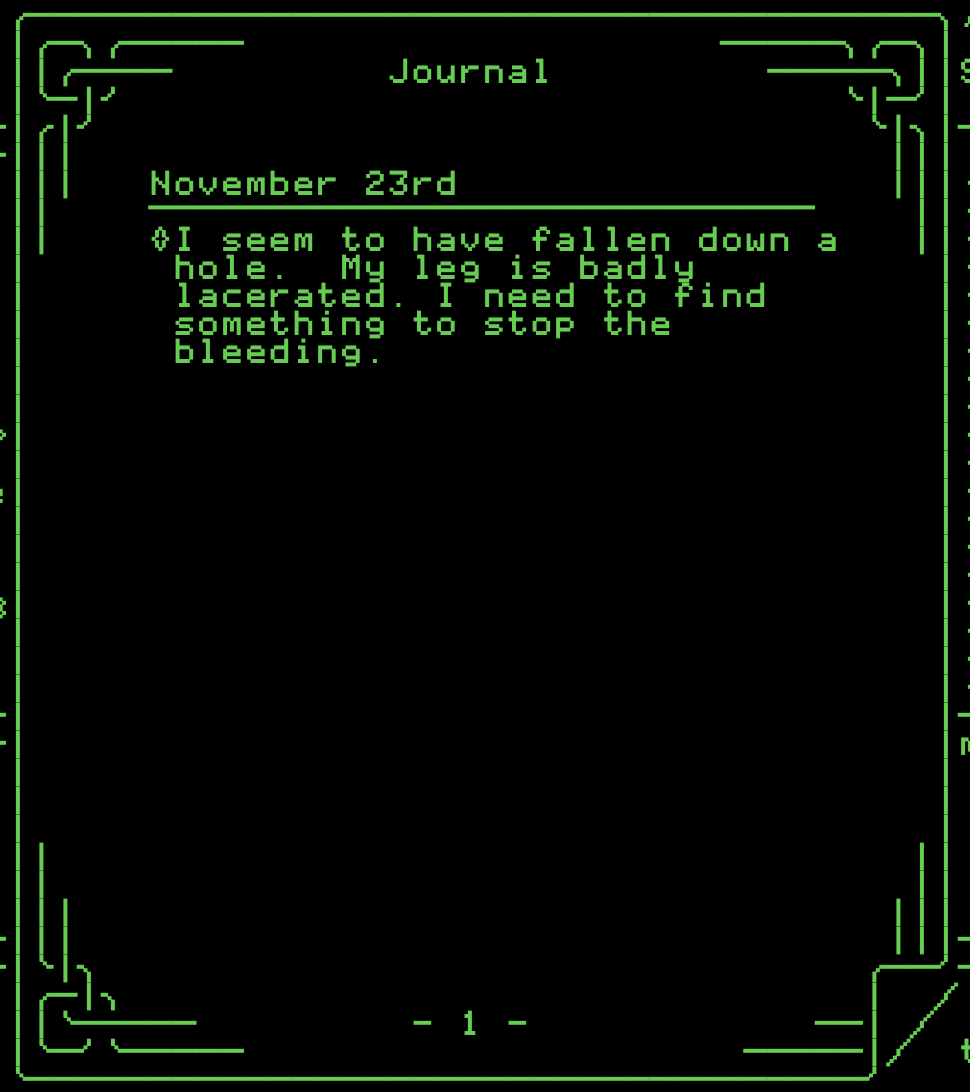 Journal
November 23rd
◊I seem to have fallen down a
hole.  My leg is badly
lacerated. I need to find
something to stop the
bleeding.
- 1 -